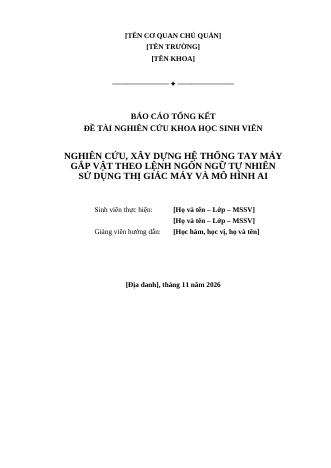 [TÊN CƠ QUAN CHỦ QUẢN]
[TÊN TRƯỜNG]
[TÊN KHOA]
BÁO CÁO TỔNG KẾT
ĐỀ TÀI NGHIÊN CỨU KHOA HỌC SINH VIÊN
NGHIÊN CỨU, XÂY DỰNG HỆ THỐNG TAY MÁY
GẮP VẬT THEO LỆNH NGÔN NGỮ TỰ NHIÊN
SỬ DỤNG THỊ GIÁC MÁY VÀ MÔ HÌNH AI
Sinh viên thực hiện: [Họ và tên – Lớp – MSSV]
[Họ và tên – Lớp – MSSV]
Giảng viên hướng dẫn: [Học hàm, học vị, họ và tên]
[Địa danh], tháng 11 năm 2026